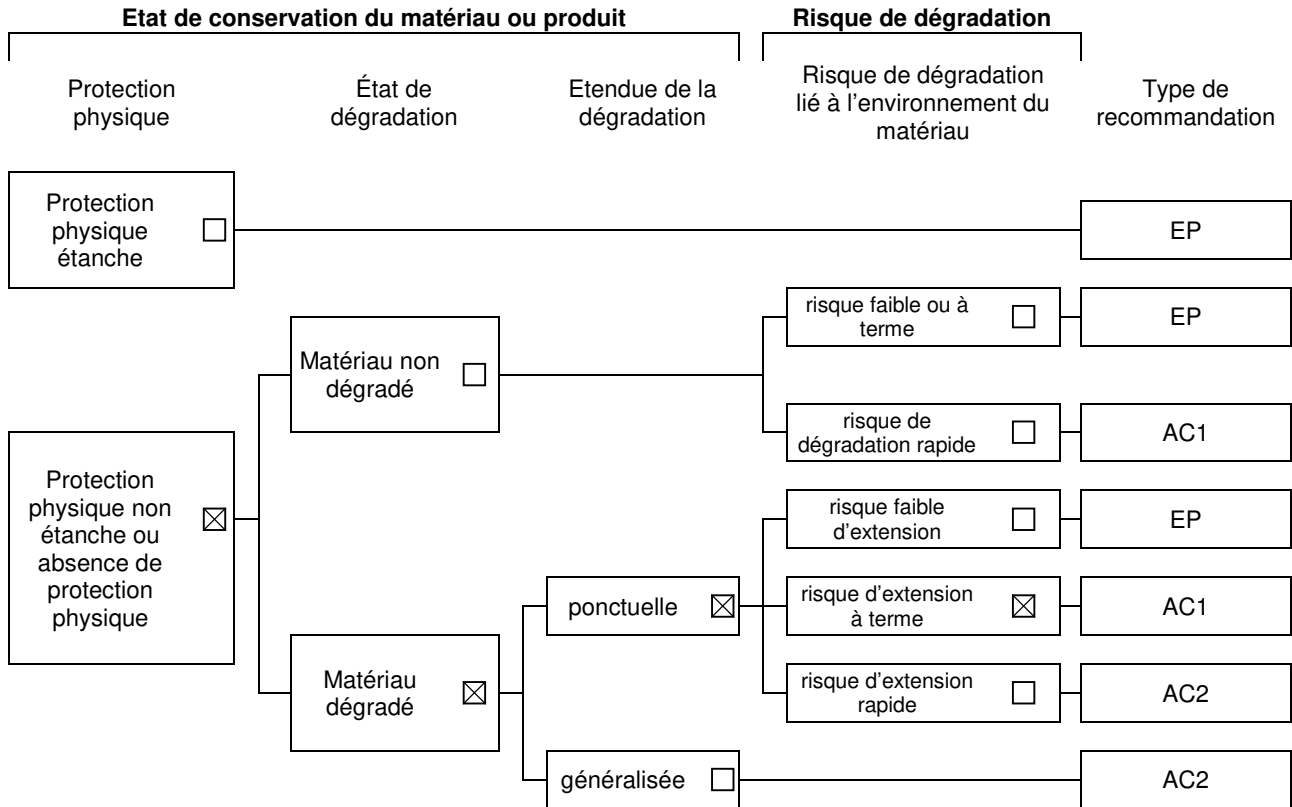 Etat de conservation du matériau ou produit
Risque de dégradation
Protection
physique
État de
dégradation
Etendue de la
dégradation
Risque de dégradation
lié à l'environnement du
matériau
Type de
recommandation
Protection
physique
étanche
EP
risque faible ou à
terme
EP
Matériau non
dégradé
risque de
dégradation rapide
AC1
Protection
physique non
étanche ou
absence de
protection
physique
risque faible
d'extension
EP
ponctuelle
risque d'extension
à terme
AC1
Matériau
dégradé
risque d'extension
rapide
AC2
généralisée
AC2